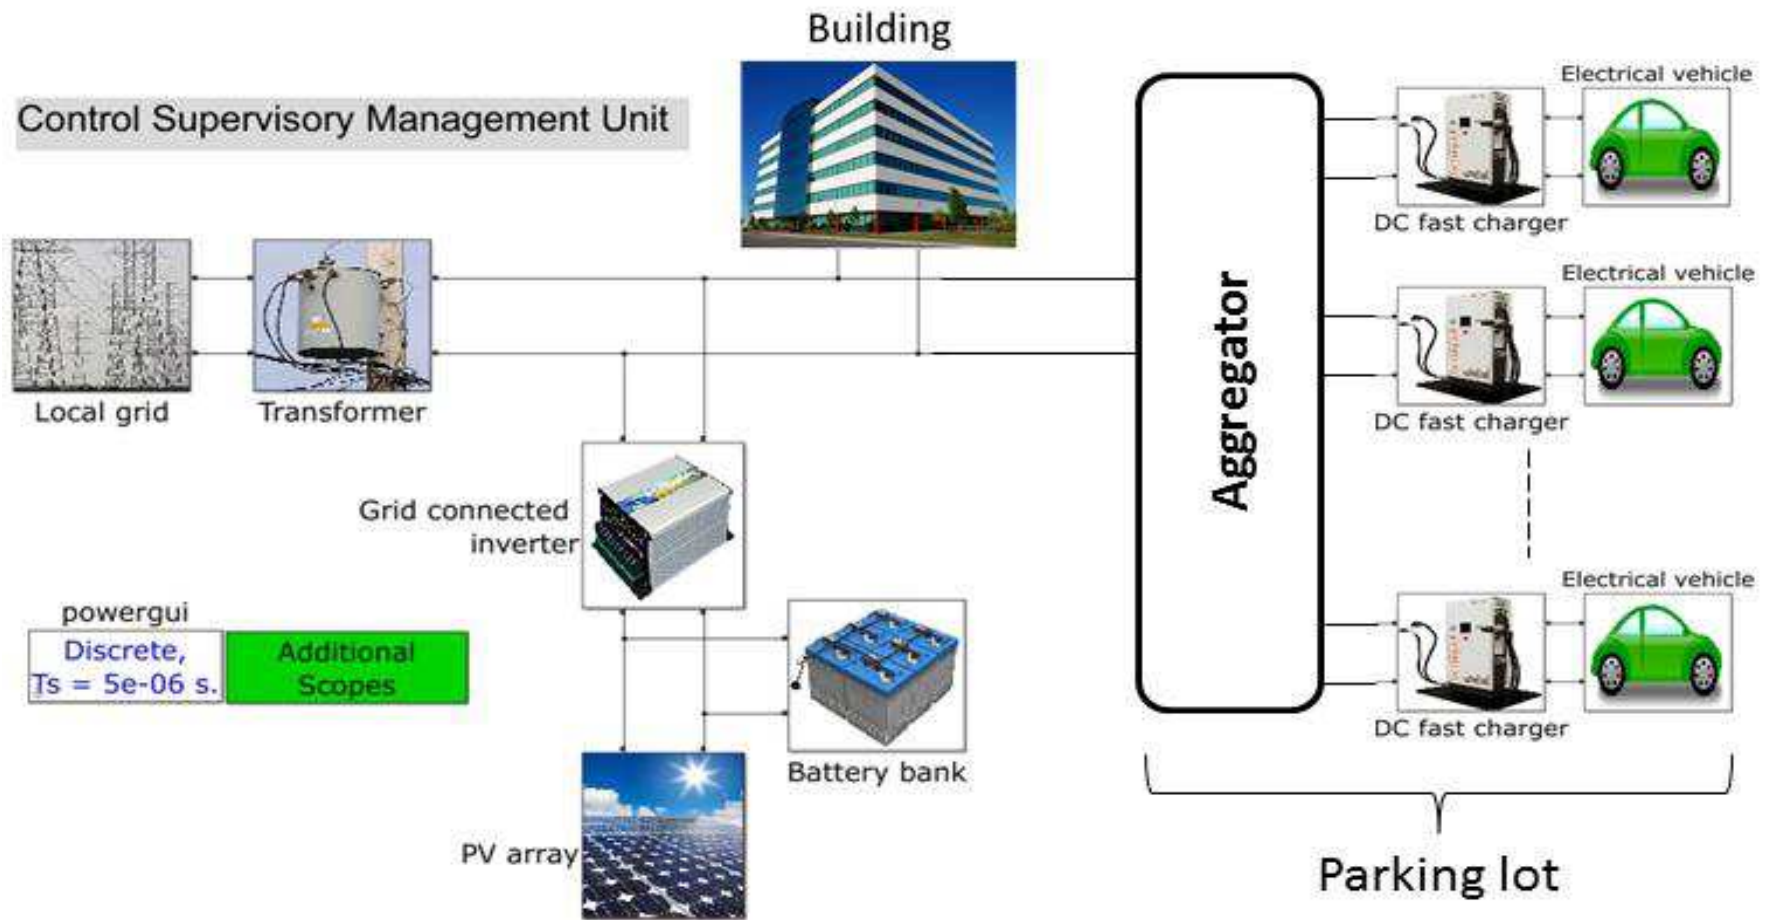 Building
Control Supervisory Management Unit
Local grid
Transformer
Grid connected
inverter
powergui
Discrete,
Ts = 5e-06 s.
Additional
Scopes
Battery bank
PV array
Aggregator
Electrical vehicle
DC fast charger
Electrical vehicle
DC fast charger
Electrical vehicle
DC fast charger
Parking lot